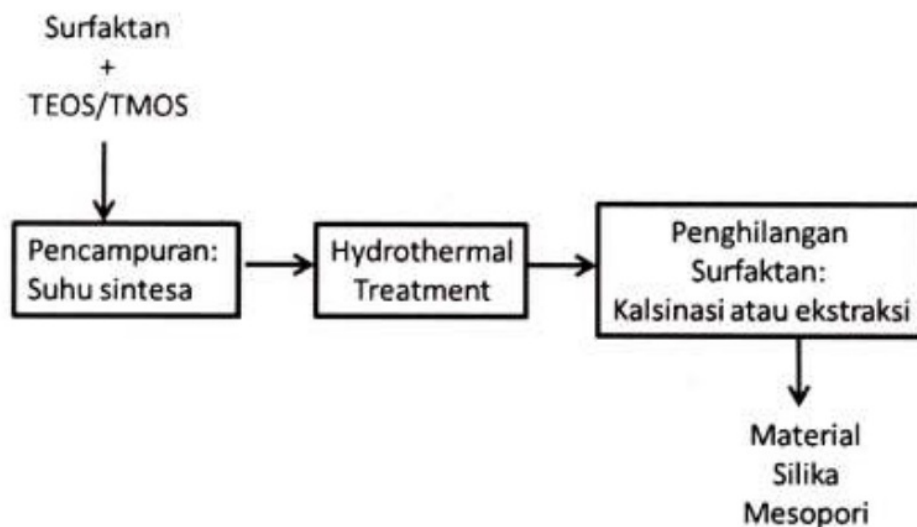 Surfaktan
+
TEOS/TMOS
Pencampuran:
Suhu sintesa
Hydrothermal
Treatment
Penghilangan
Surfaktan:
Kalsinasi atau ekstraksi
Material
Silika
Mesopori